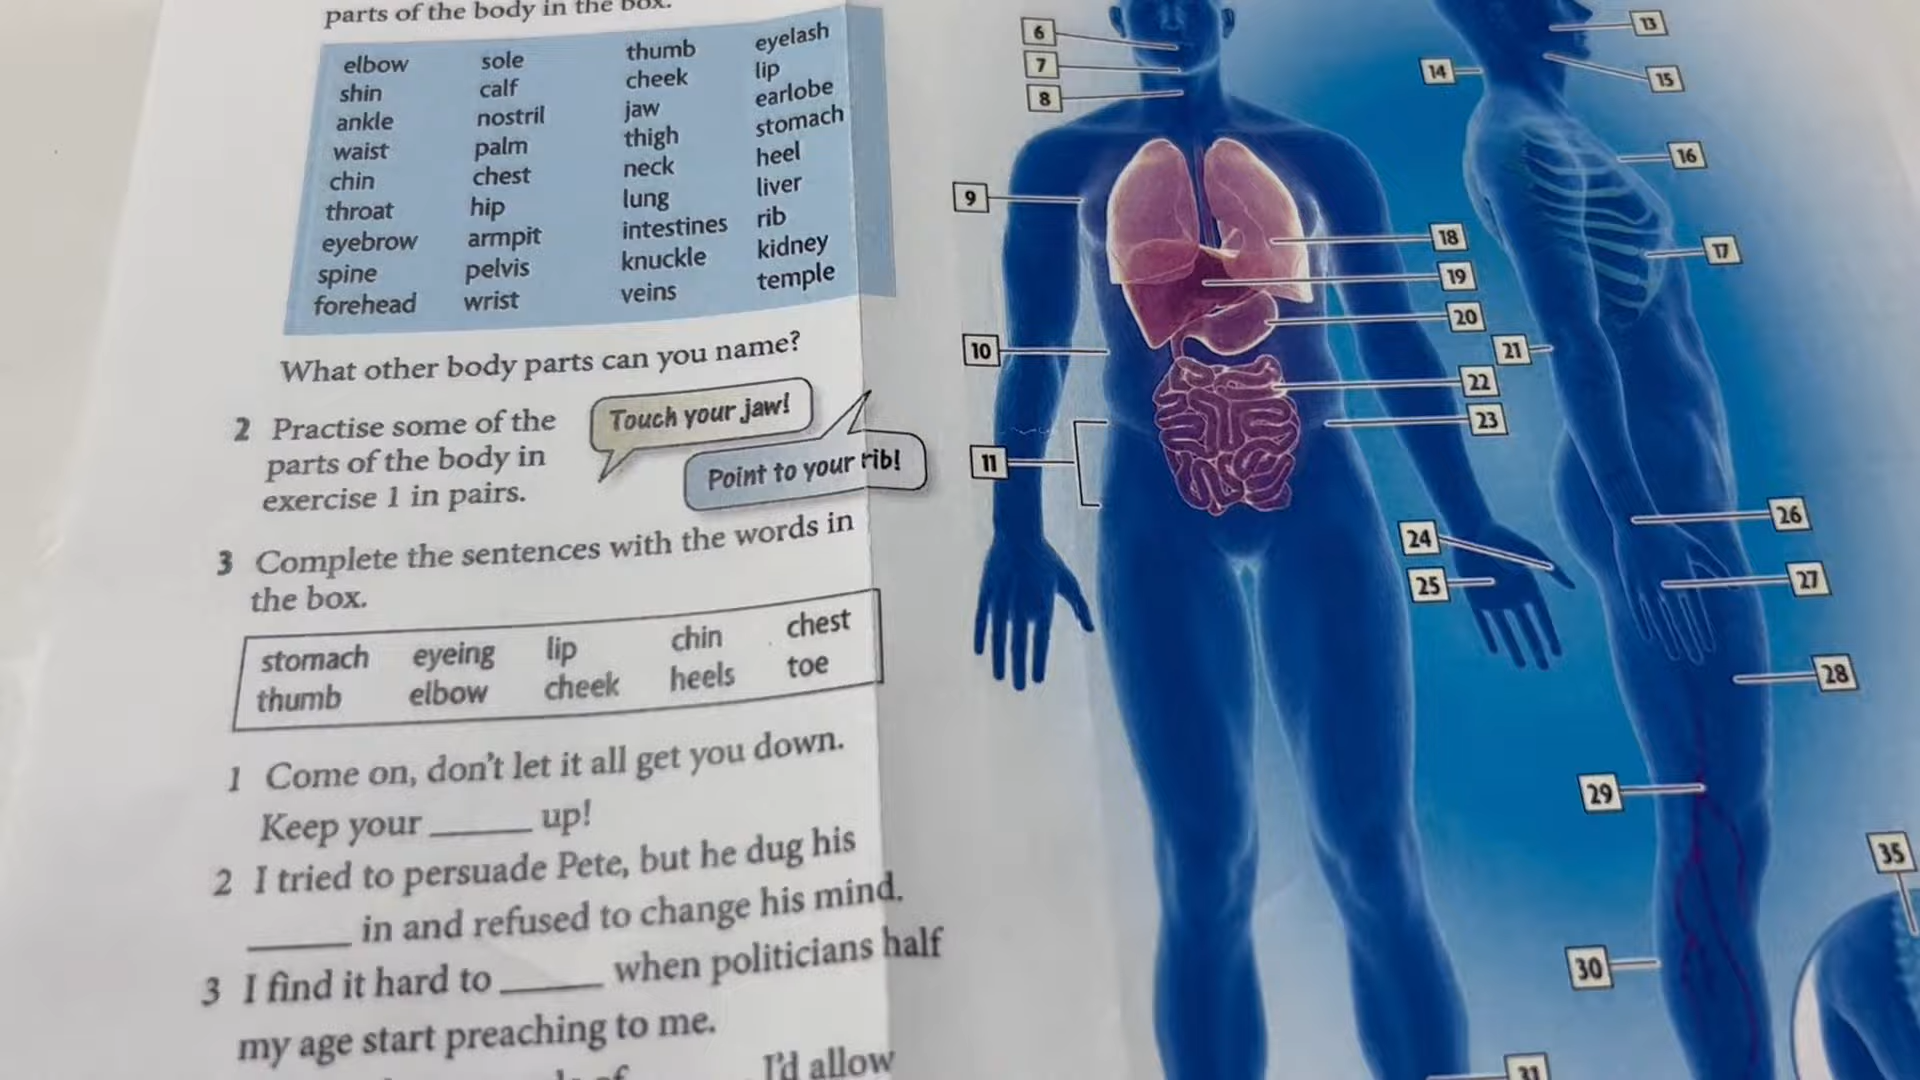 parts of the body in the box.
elbow sole thumb eyelash
shin calf cheek lip
ankle nostril jaw earlobe
waist palm thigh stomach
chin chest neck heel
throat hip lung liver
eyebrow armpit intestines rib
spine pelvis knuckle kidney
forehead wrist veins temple
What other body parts can you name?
2 Practise some of the
parts of the body in
exercise 1 in pairs.
Touch your jaw!
Point to your rib!
3 Complete the sentences with the words in
the box.
stomach eyeing lip chin chest
thumb elbow cheek heels toe
1 Come on, don't let it all get you down.
Keep your ______ up!
2 I tried to persuade Pete, but he dug his
______ in and refused to change his mind.
3 I find it hard to ______ when politicians half
my age start preaching to me.
I'd allow
6
7
8
9
10
11
13
14
15
16
17
18
19
20
21
22
23
24
25
26
27
28
29
30
31
35